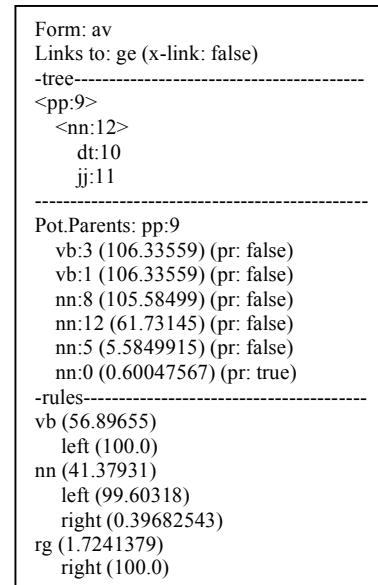 Form: av
Links to: ge (x-link: false)
-tree-----------------------------------------
<pp:9>
<nn:12>
dt:10
jj:11
-----------------------------------------------
Pot.Parents: pp:9
vb:3 (106.33559) (pr: false)
vb:1 (106.33559) (pr: false)
nn:8 (105.58499) (pr: false)
nn:12 (61.73145) (pr: false)
nn:5 (5.5849915) (pr: false)
nn:0 (0.60047567) (pr: true)
-rules----------------------------------------
vb (56.89655)
left (100.0)
nn (41.37931)
left (99.60318)
right (0.39682543)
rg (1.7241379)
right (100.0)